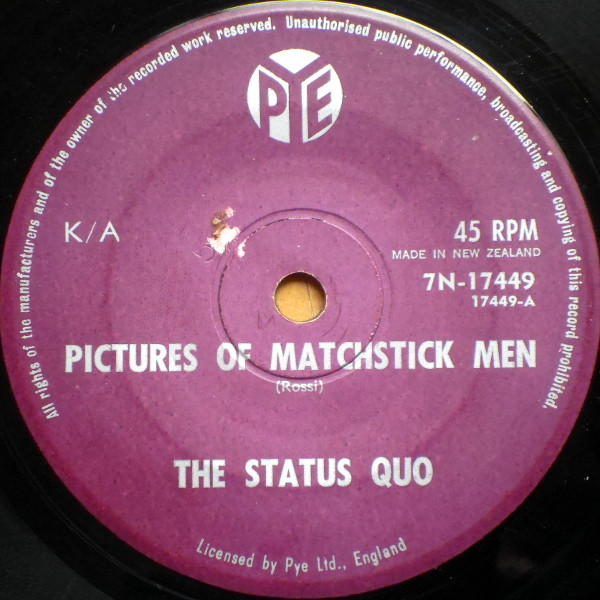 All rights of the manufacturers and of the owner of the recorded work reserved. Unauthorised public performance, broadcasting and copying of this record prohibited.
PYE
K/A
45 RPM
MADE IN NEW ZEALAND
7N-17449
17449-A
PICTURES OF MATCHSTICK MEN
(Rossi)
THE STATUS QUO
Licensed by Pye Ltd., England